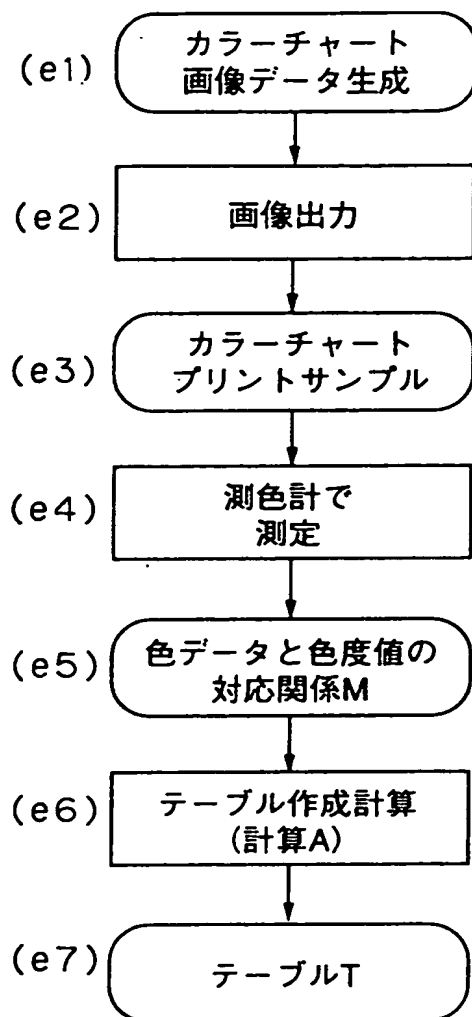 (e1)
カラーチャート
画像データ生成
(e2)
画像出力
(e3)
カラーチャート
プリントサンプル
(e4)
測色計で
測定
(e5)
色データと色度値の
対応関係M
(e6)
テーブル作成計算
(計算A)
(e7)
テーブルT